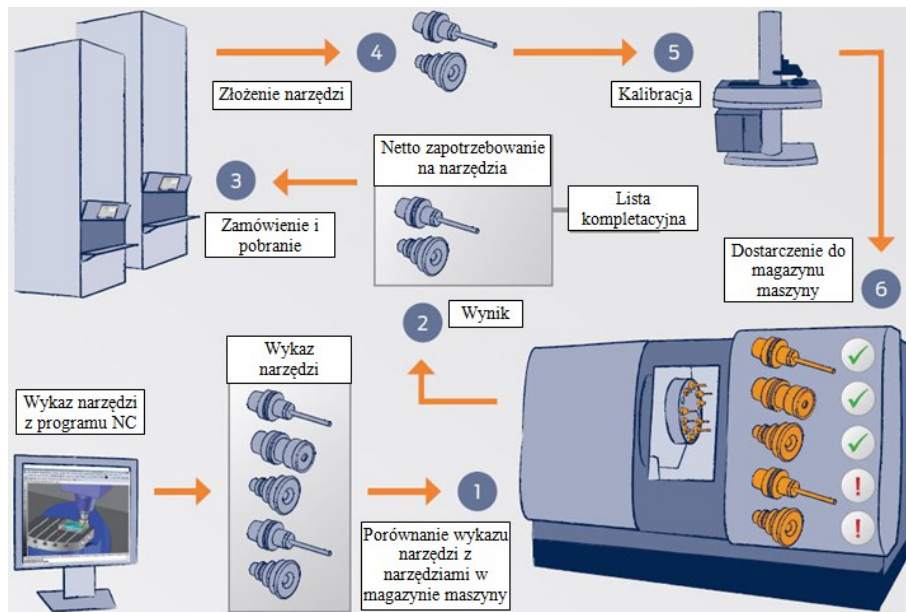 4
Złożenie narzędzi
5
Kalibracja
Netto zapotrzebowanie
na narzędzia
3
Zamówienie i
pobranie
Lista
kompletacyjna
Dostarczenie do
magazynu
maszyny
6
2
Wynik
Wykaz
narzędzi
Wykaz narzędzi
z programu NC
1
Porównanie wykazu
narzędzi z
narzędziami w
magazynie maszyny
!
!